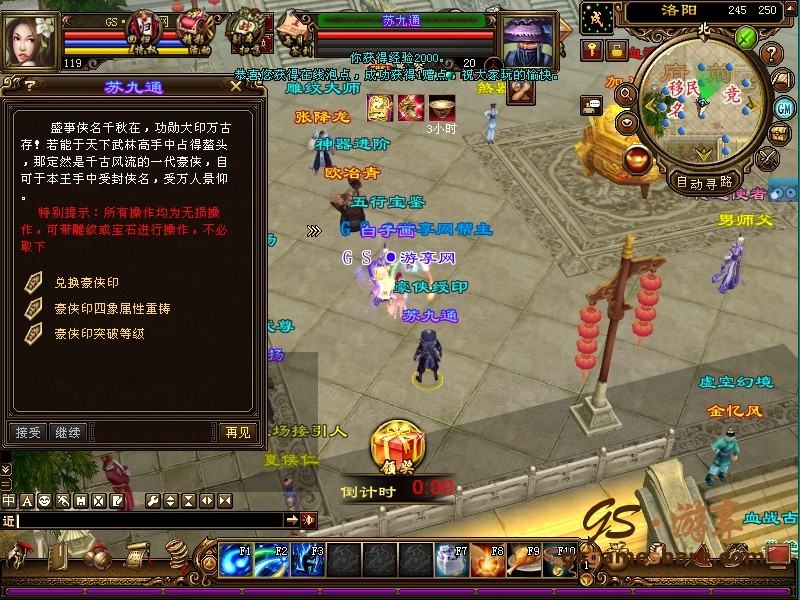 GS
119
苏九通
20
洛阳
245 250
北
自动寻路
GM
你获得经验2000。
恭喜您获得在线泡点，成功获得1赠点，祝大家玩的愉快。
苏九通
盛事侠名千秋在，功勋大印万古
存！若能于天下武林高手中占得鳌头
，那定然是千古风流的一代豪侠，自
可于本王手中受封侠名，受万人景仰
。
特别提示：所有操作均为无损操
作，可带雕纹或宝石进行操作，不必
取下
兑换豪侠印
豪侠印四象属性重铸
豪侠印突破等级
接受
继续
再见
雕纹大师
张降龙
3小时
神器进阶
欧冶青
五行宝鉴
白子画
享网帮主
GS●游享网
豪侠绶印
苏九通
男师父
虚空幻境
金忆风
场接引人
夏侯仁
领奖
倒计时 0:00
血战古
GS·游享
近
F1
F2
F3
F7
F8
F9
F10